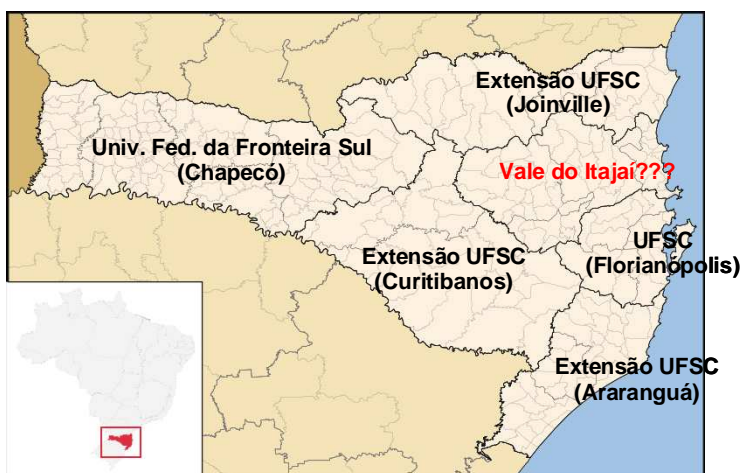 Extensão UFSC
(Joinville)
Univ. Fed. da Fronteira Sul
(Chapecó)
Vale do Itajaí???
UFSC
(Florianópolis)
Extensão UFSC
(Curitibanos)
Extensão UFSC
(Araranguá)